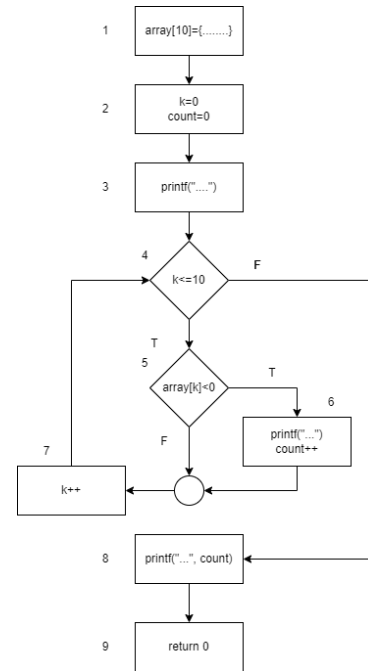 1
array[10]={........}
2
k=0
count=0
3
printf("....")
4
k<=10
F
T
5
array[k]<0
T
6
printf("...")
count++
F
7
k++
8
printf("...", count)
9
return 0